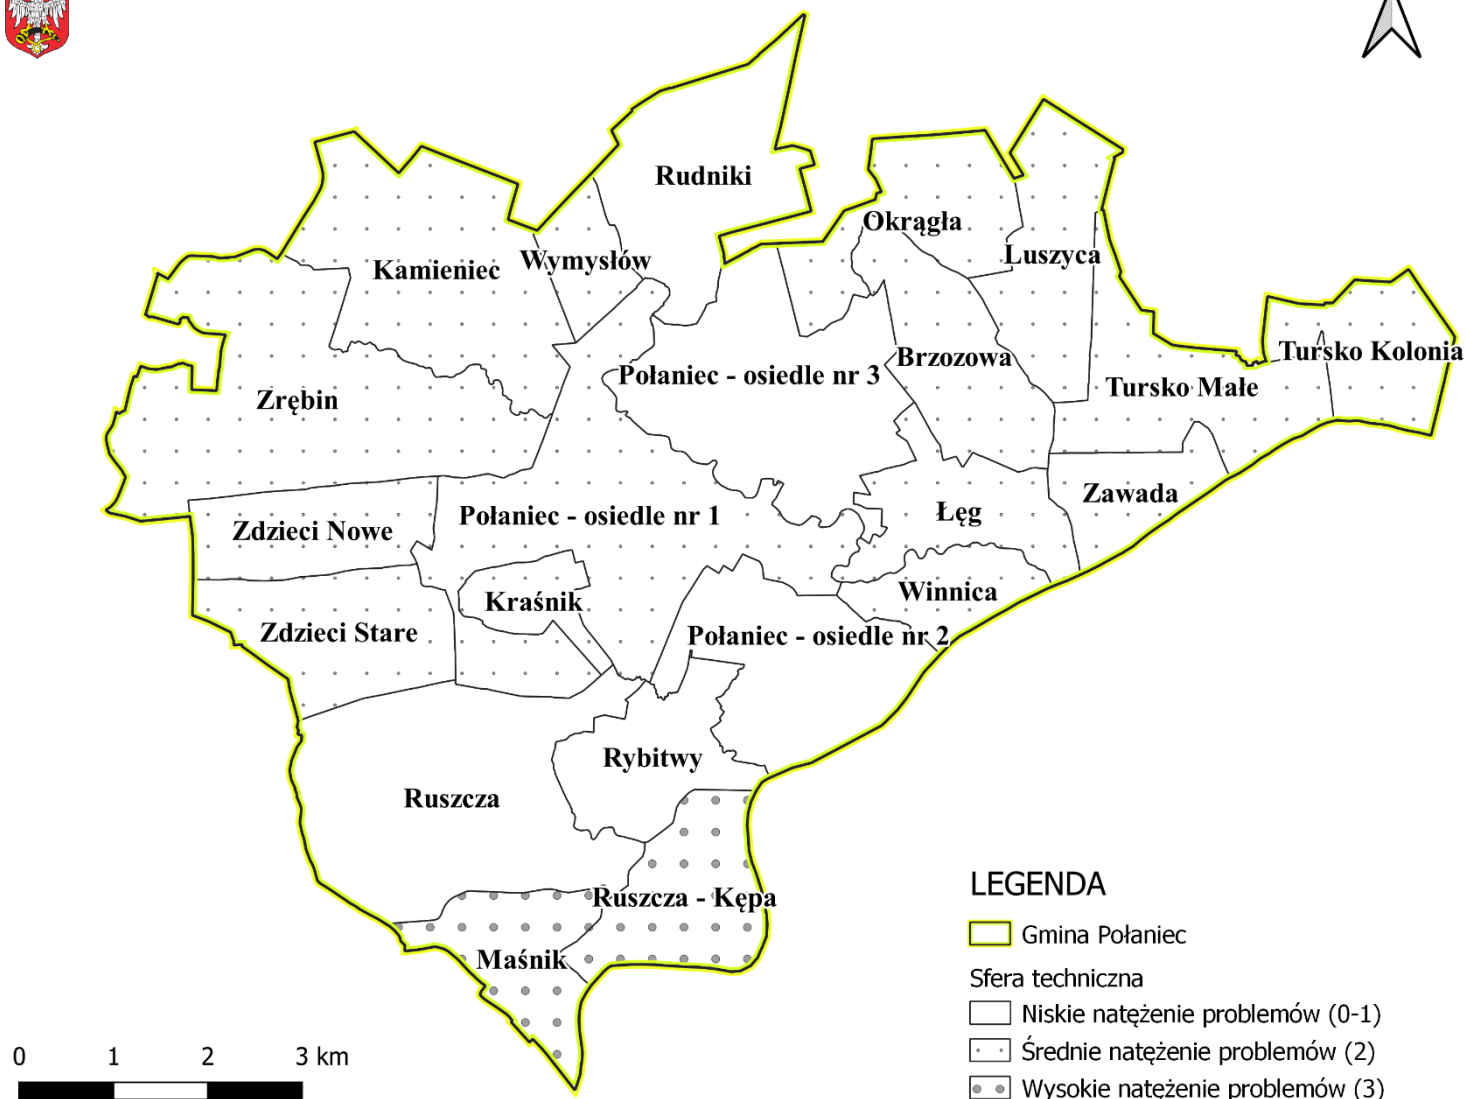 Rudniki
Okrągła
Luszyca
Kamieniec
Wymysłów
Tursko Kolonia
Brzozowa
Połaniec - osiedle nr 3
Tursko Małe
Zrębin
Zawada
Łęg
Połaniec - osiedle nr 1
Zdzieci Nowe
Winnica
Kraśnik
Zdzieci Stare
Połaniec - osiedle nr 2
Rybitwy
Ruszcza
Ruszcza - Kępa
Maśnik
LEGENDA
Gmina Połaniec
Sfera techniczna
Niskie natężenie problemów (0-1)
Średnie natężenie problemów (2)
Wysokie natężenie problemów (3)
0 1 2 3 km